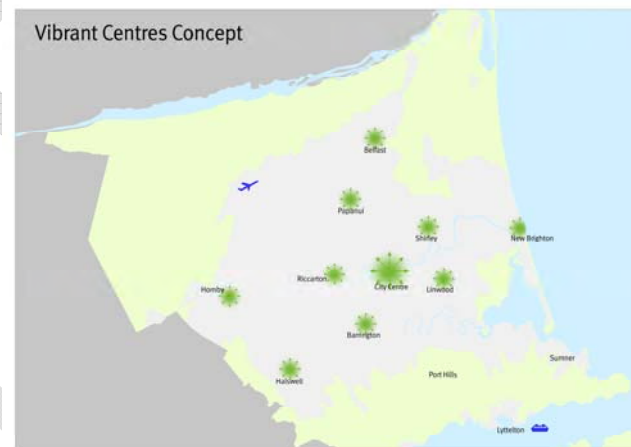 Vibrant Centres Concept
Belfast
Papanui
Shirley
New Brighton
Riccarton
City Centre
Linwood
Hornby
Barrington
Sumner
Halswell
Port Hills
Lyttelton